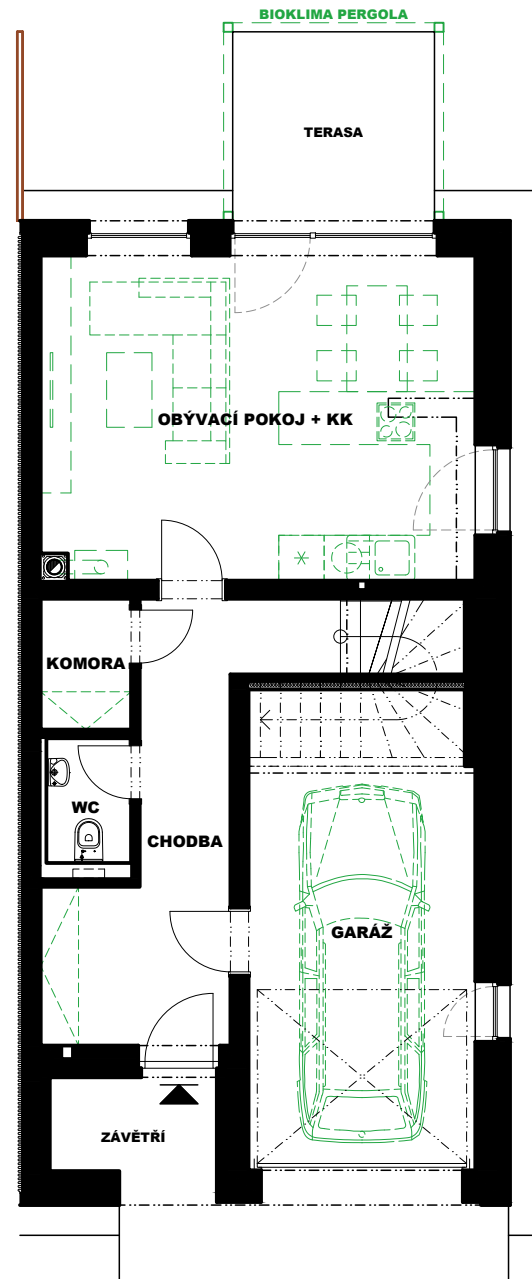 BIOKLIMA PERGOLA
TERASA
OBÝVACÍ POKOJ + KK
KOMORA
WC
CHODBA
GARÁŽ
ZÁVĚTŘÍ